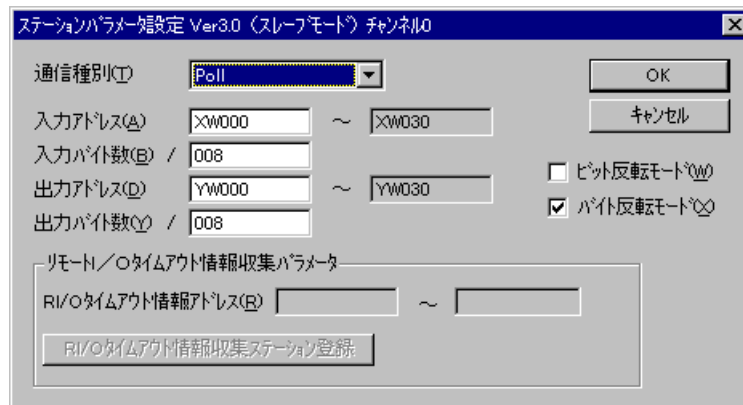 ステーションパラメータ設定 Ver3.0 (スレーブモード) チャンネル0
通信種別(T) Poll
OK
キャンセル
入力アドレス(A) XW000 ～ XW030
入力バイト数(B) / 008
出力アドレス(D) YW000 ～ YW030
出力バイト数(Y) / 008
ビット反転モード(W)
バイト反転モード(X)
リモートI/Oタイムアウト情報収集パラメータ
RI/Oタイムアウト情報アドレス(R) ～
RI/Oタイムアウト情報収集ステーション登録